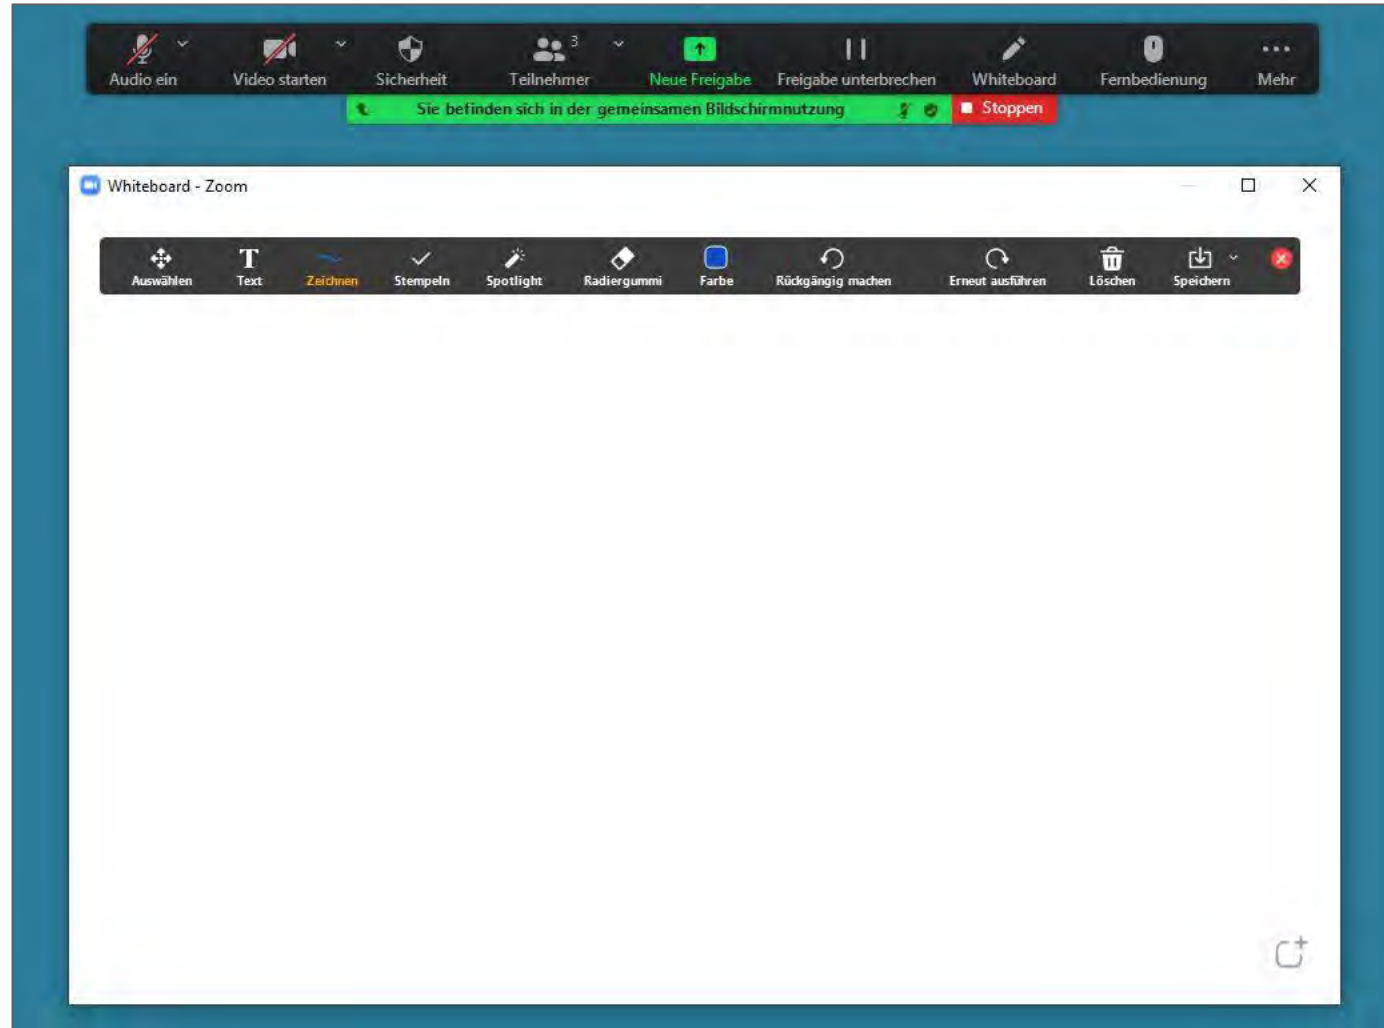 3
Audio ein Video starten Sicherheit Teilnehmer Neue Freigabe Freigabe unterbrechen Whiteboard Fernbedienung Mehr
Sie befinden sich in der gemeinsamen Bildschirmnutzung Stoppen
Whiteboard - Zoom
Auswählen Text Zeichnen Stempeln Spotlight Radiergummi Farbe Rückgängig machen Erneut ausführen Löschen Speichern